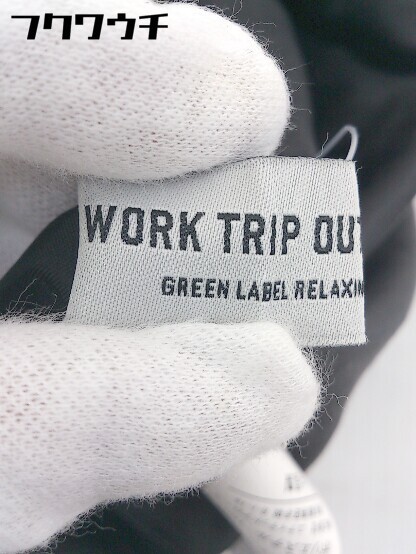 フクワウチ
WORK TRIP OUT
GREEN LABEL RELAXIN